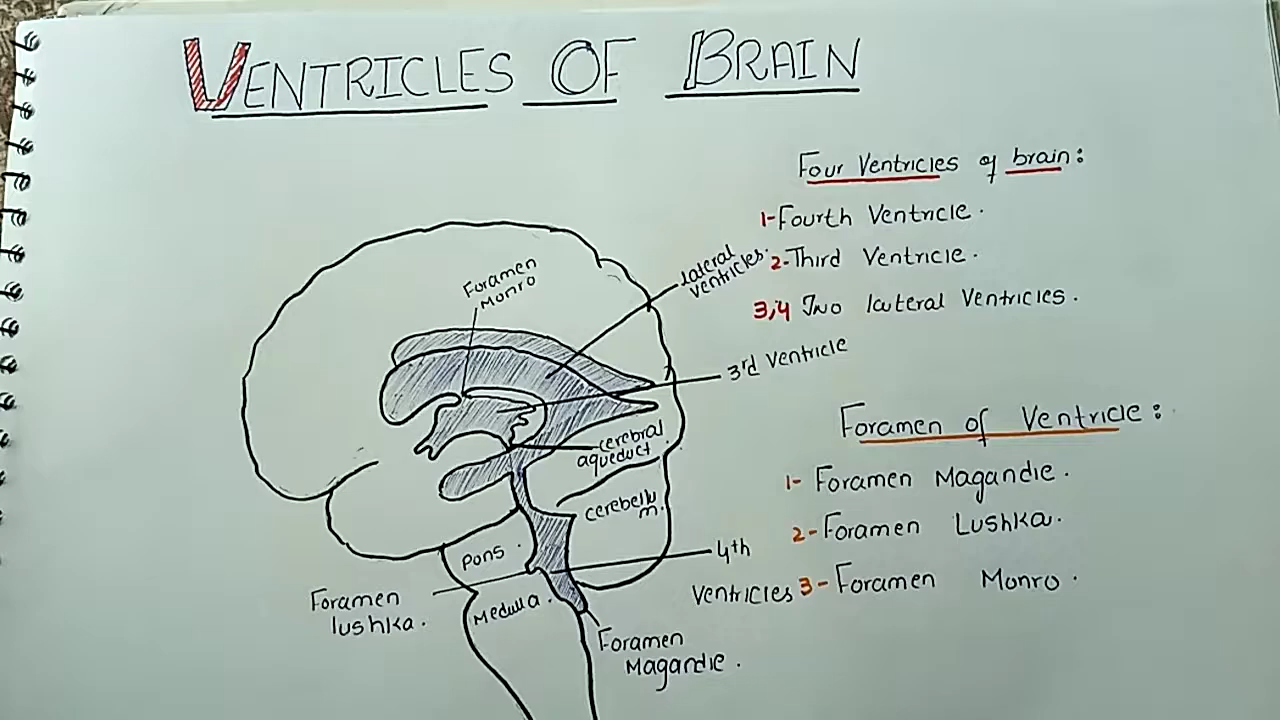 VENTRICLES OF BRAIN
Four Ventricles of brain:
1-Fourth Ventricle.
2-Third Ventricle.
3,4 Two lateral Ventricles.
Foramen
Monro
lateral
ventricles.
3rd Ventricle
cerebral
aqueduct
cerebellu
m.
Pons.
4th
Ventricles
Medulla.
Foramen
lushka.
Foramen
Magandie.
Foramen of Ventricle:
1- Foramen Magandie.
2- Foramen Lushka.
3- Foramen Monro.